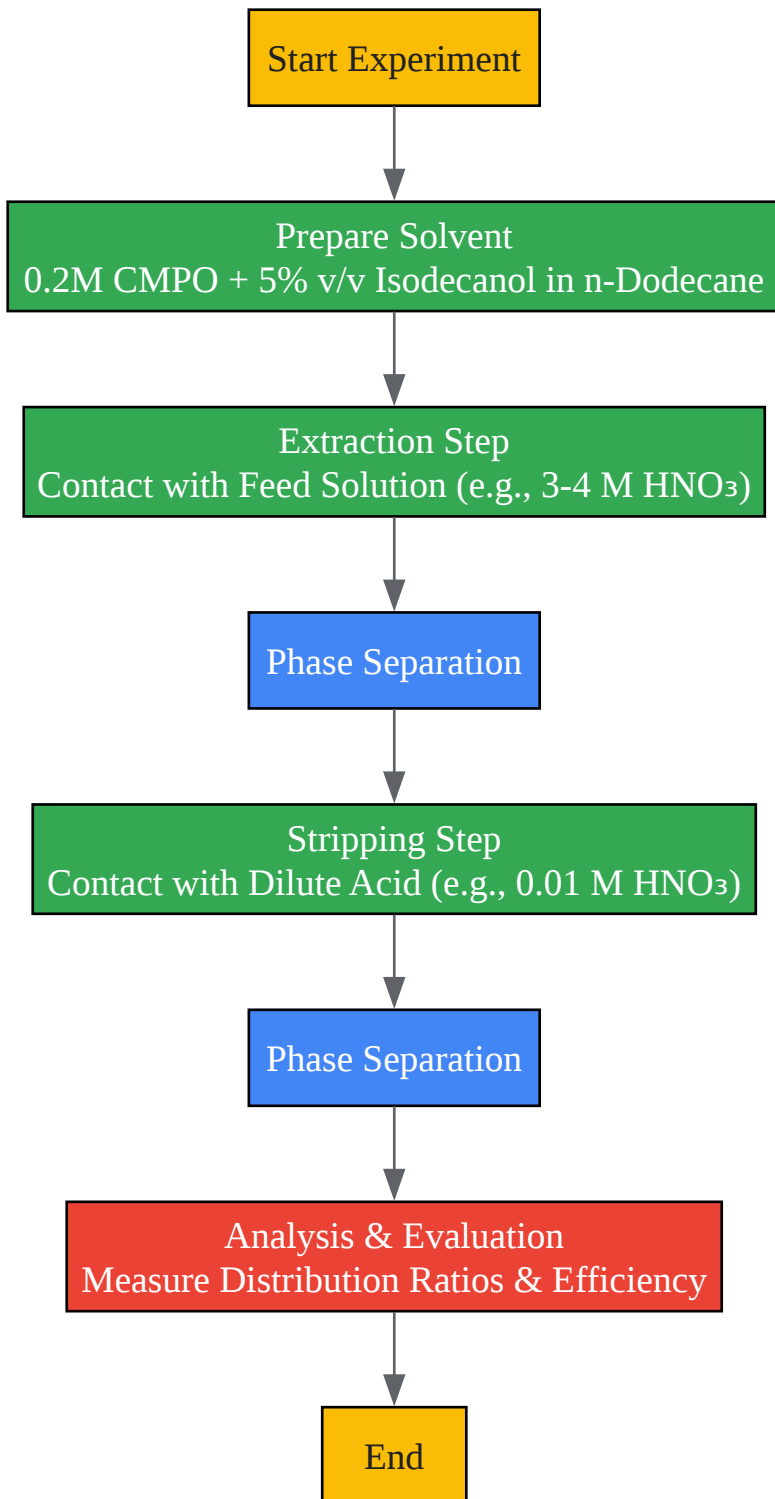 Start Experiment
Prepare Solvent
0.2M CMPO + 5% v/v Isodecanol in n-Dodecane
Extraction Step
Contact with Feed Solution (e.g., 3-4 M HNO₃)
Phase Separation
Stripping Step
Contact with Dilute Acid (e.g., 0.01 M HNO₃)
Phase Separation
Analysis & Evaluation
Measure Distribution Ratios & Efficiency
End